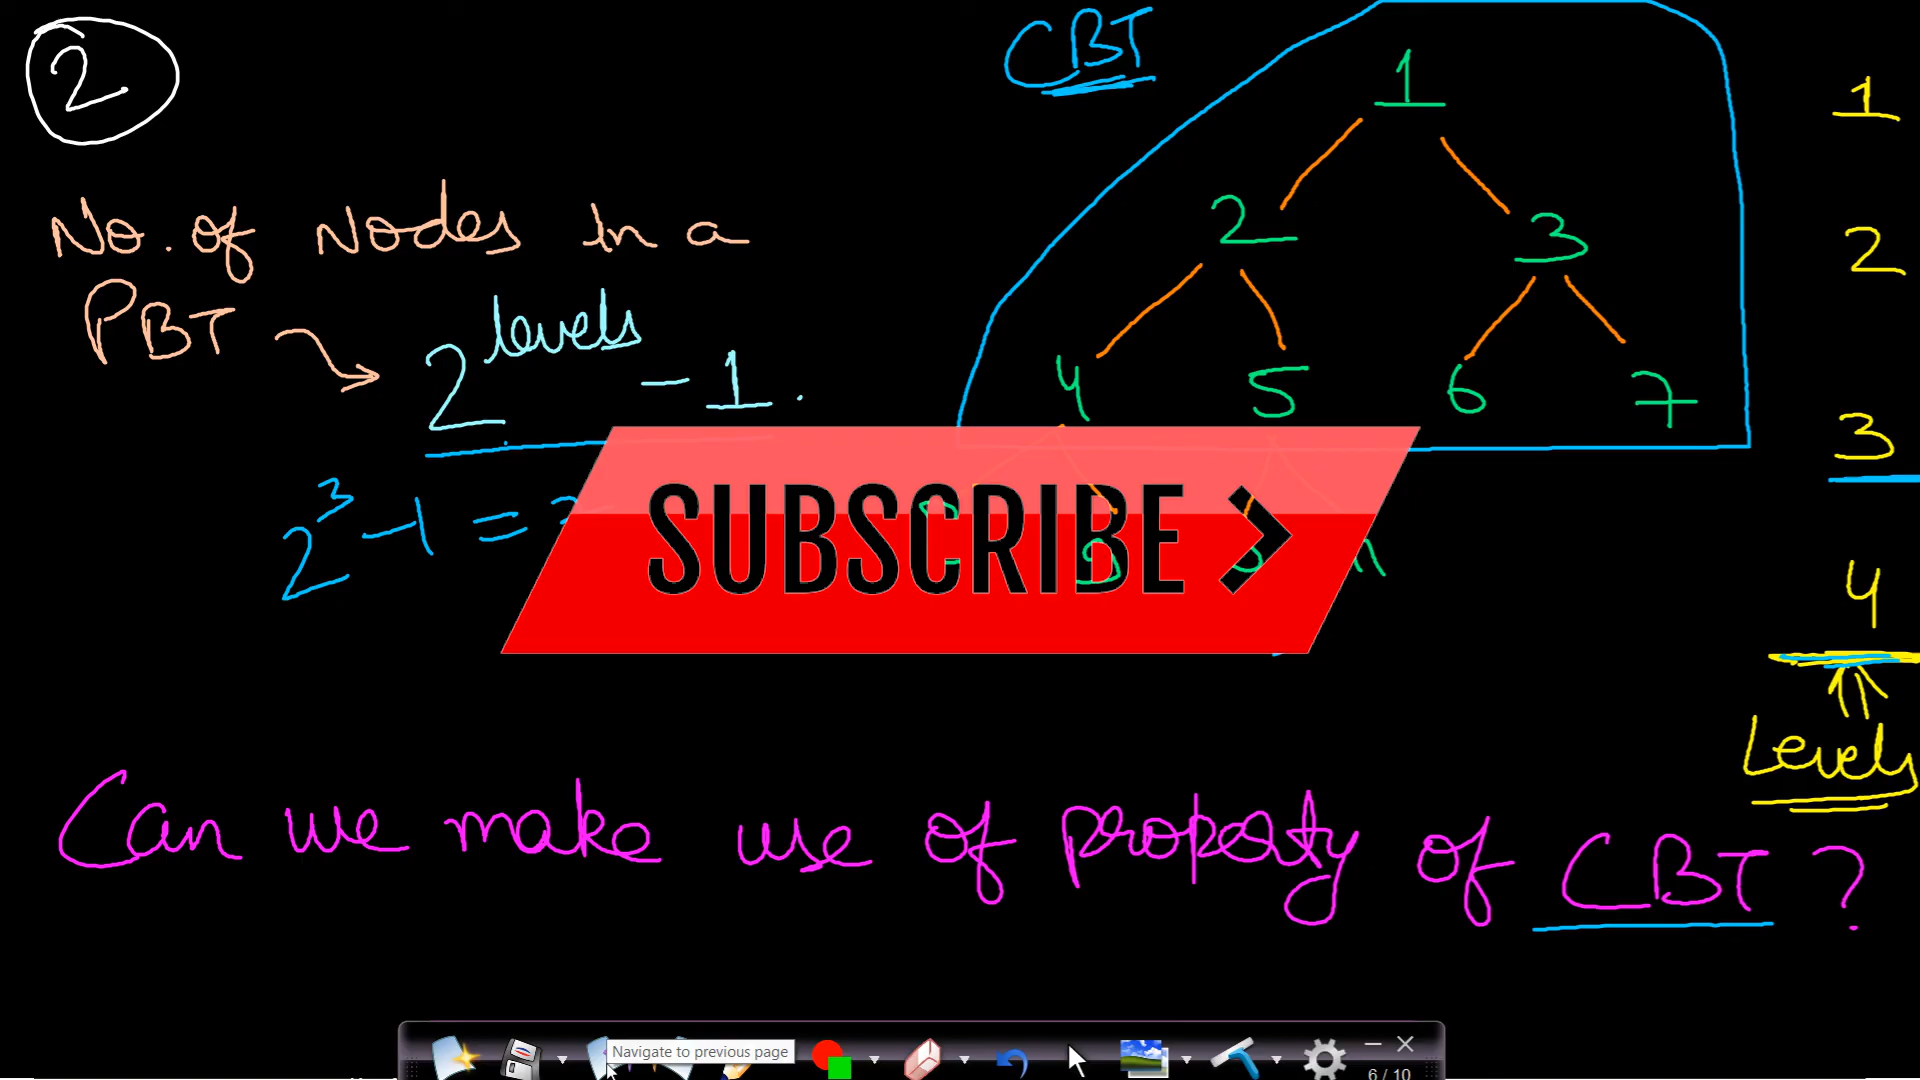 2
CBT
1
1
No. of Nodes in a
2
3
2
PBT
2^levels - 1.
4 5 6 7
3
2^3 - 1 =
SUBSCRIBE >
9
4
Levels
Can we make use of property of CBT?
Navigate to previous page
6 / 10